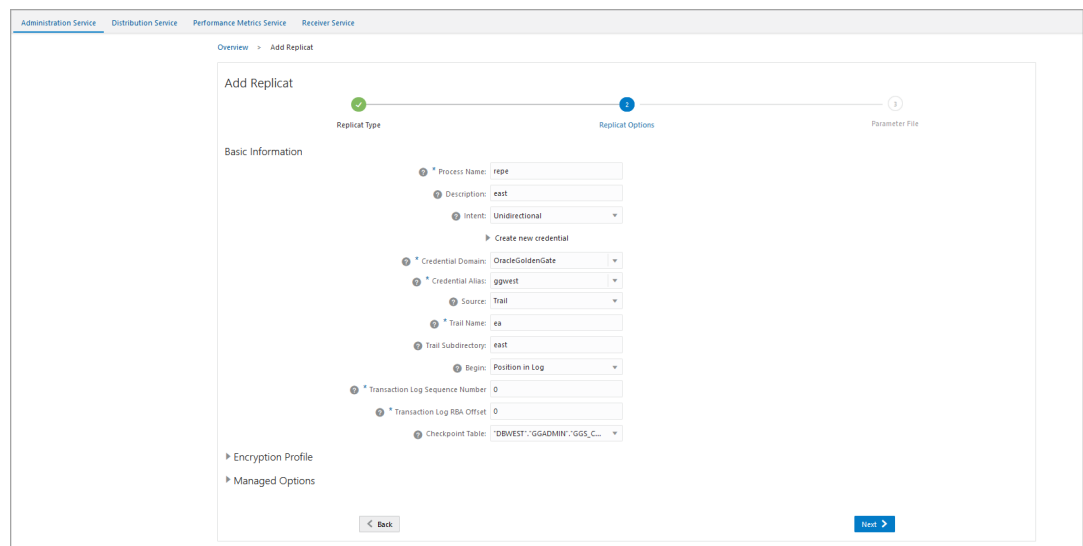 Administration Service Distribution Service Performance Metrics Service Receiver Service
Overview > Add Replicat
Add Replicat
2 3
Replicat Type Replicat Options Parameter File
Basic Information
? * Process Name: repe
? Description: east
? Intent: Unidirectional
Create new credential
? * Credential Domain: OracleGoldenGate
? * Credential Alias: ggwest
? Source: Trail
? * Trail Name: ea
? Trail Subdirectory: east
? Begin: Position in Log
? * Transaction Log Sequence Number 0
? * Transaction Log RBA Offset 0
? Checkpoint Table: "DBWEST"."GGADMIN"."GGS_C...
Encryption Profile
Managed Options
Back Next